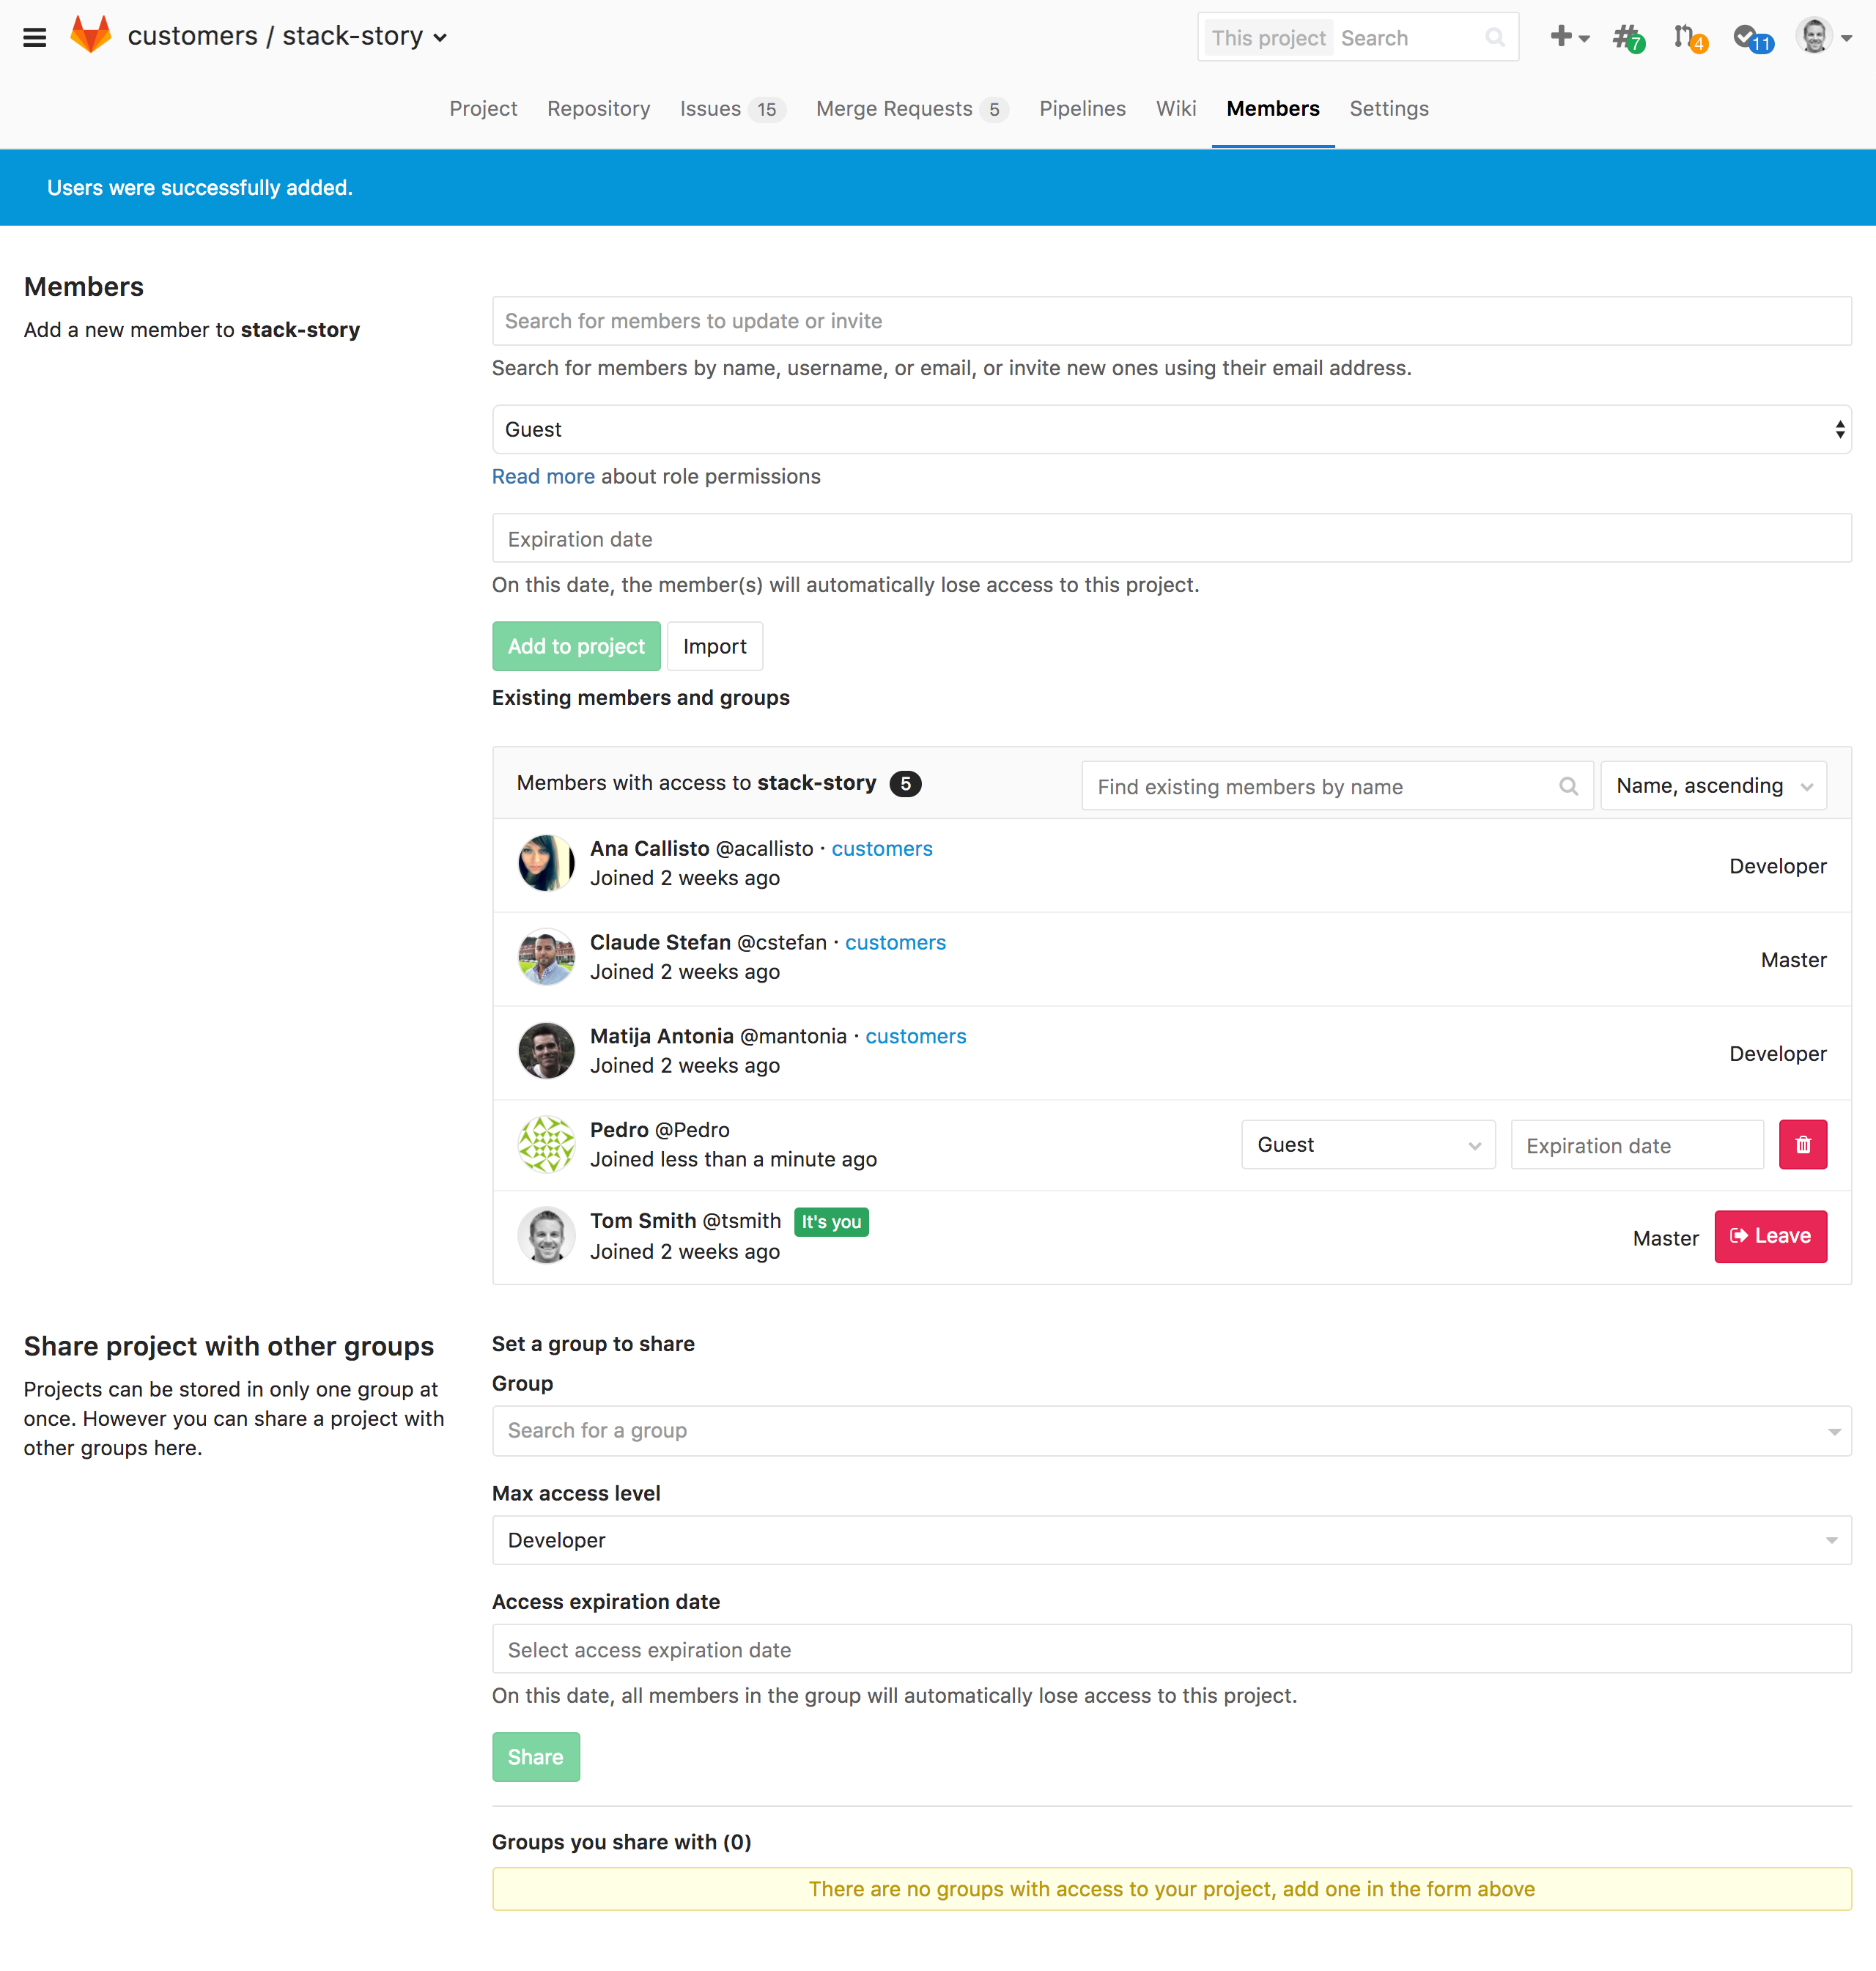 customers / stack-story
This project Search
7
4
11
Project Repository Issues 15 Merge Requests 5 Pipelines Wiki Members Settings
Users were successfully added.
Members
Add a new member to stack-story
Search for members to update or invite
Search for members by name, username, or email, or invite new ones using their email address.
Guest
Read more about role permissions
Expiration date
On this date, the member(s) will automatically lose access to this project.
Add to project Import
Existing members and groups
Members with access to stack-story 5 Find existing members by name Name, ascending
Ana Callisto @acallisto · customers
Joined 2 weeks ago
Developer
Claude Stefan @cstefan · customers
Joined 2 weeks ago
Master
Matija Antonia @mantonia · customers
Joined 2 weeks ago
Developer
Pedro @Pedro
Joined less than a minute ago
Guest Expiration date
Tom Smith @tsmith It's you
Joined 2 weeks ago
Master Leave
Share project with other groups
Projects can be stored in only one group at
once. However you can share a project with
other groups here.
Set a group to share
Group
Search for a group
Max access level
Developer
Access expiration date
Select access expiration date
On this date, all members in the group will automatically lose access to this project.
Share
Groups you share with (0)
There are no groups with access to your project, add one in the form above